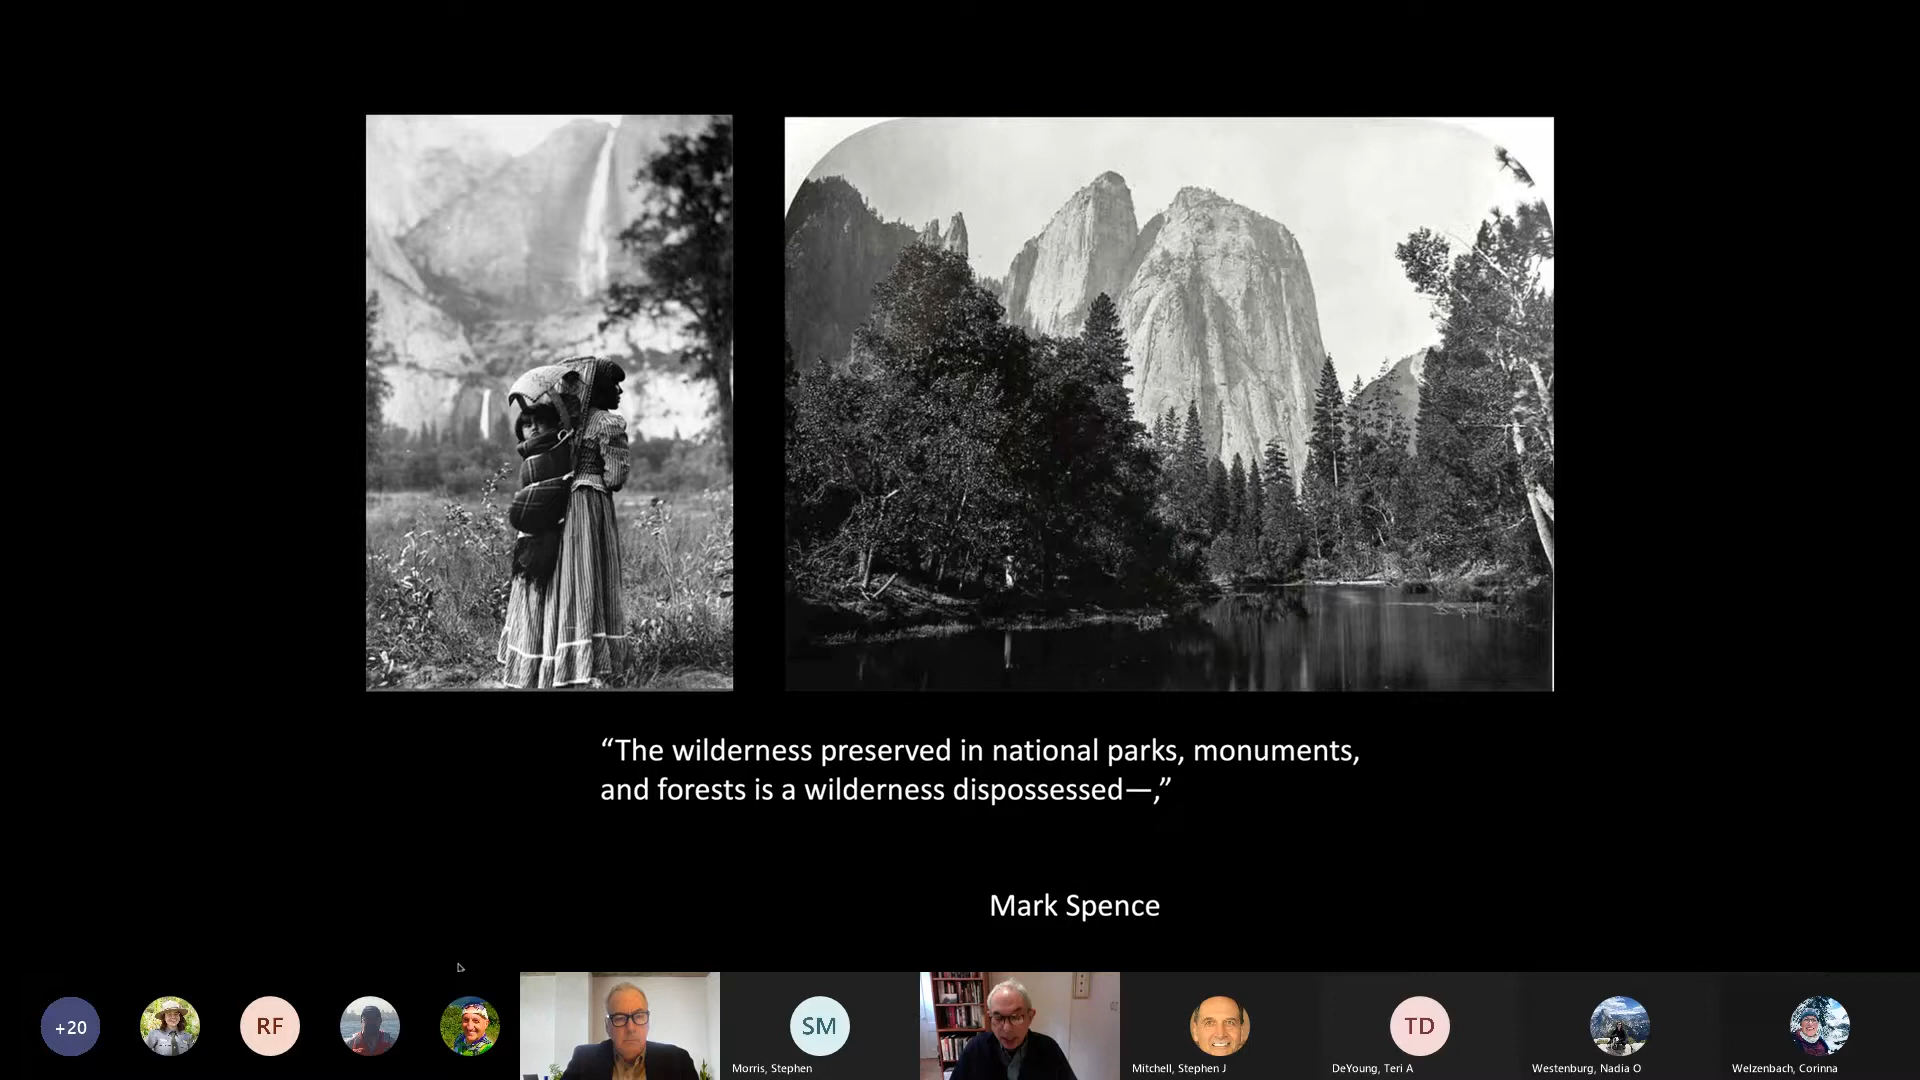 “The wilderness preserved in national parks, monuments,
and forests is a wilderness dispossessed—,”
Mark Spence
+20
RF
SM
TD
Morris, Stephen
Mitchell, Stephen J
DeYoung, Teri A
Westenburg, Nadia O
Welzenbach, Corinna